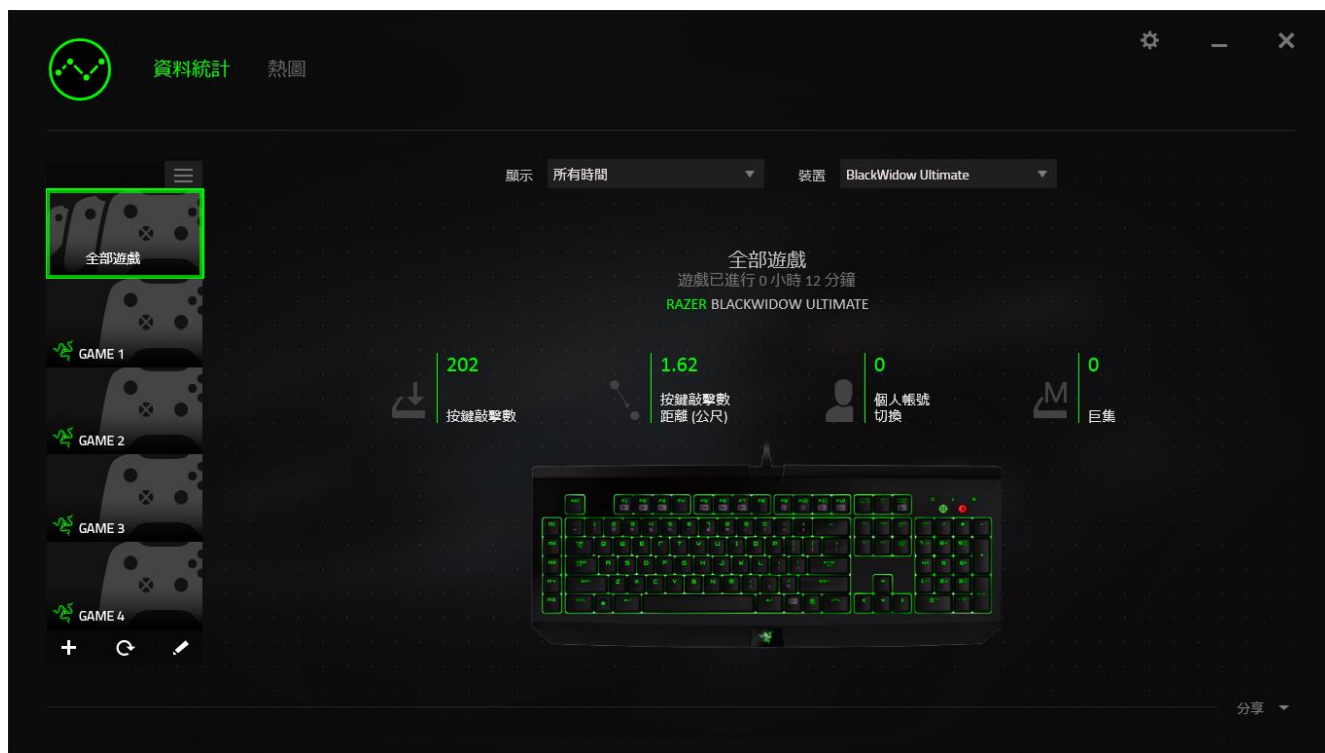 資料統計 熱圖
顯示 所有時間 裝置 BlackWidow Ultimate
全部遊戲
GAME 1
GAME 2
GAME 3
GAME 4
全部遊戲
遊戲已進行 0 小時 12 分鐘
RAZER BLACKWIDOW ULTIMATE
202
按鍵敲擊數
1.62
按鍵敲擊數
距離 (公尺)
0
個人帳號
切換
M
0
巨集
分享